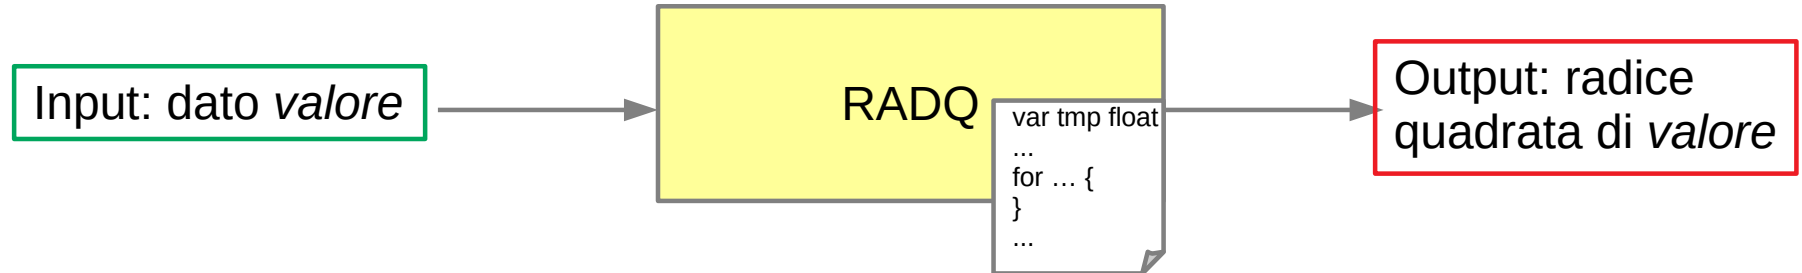 Input: dato valore
RADQ
var tmp float
...
for … {
}
...
Output: radice
quadrata di valore